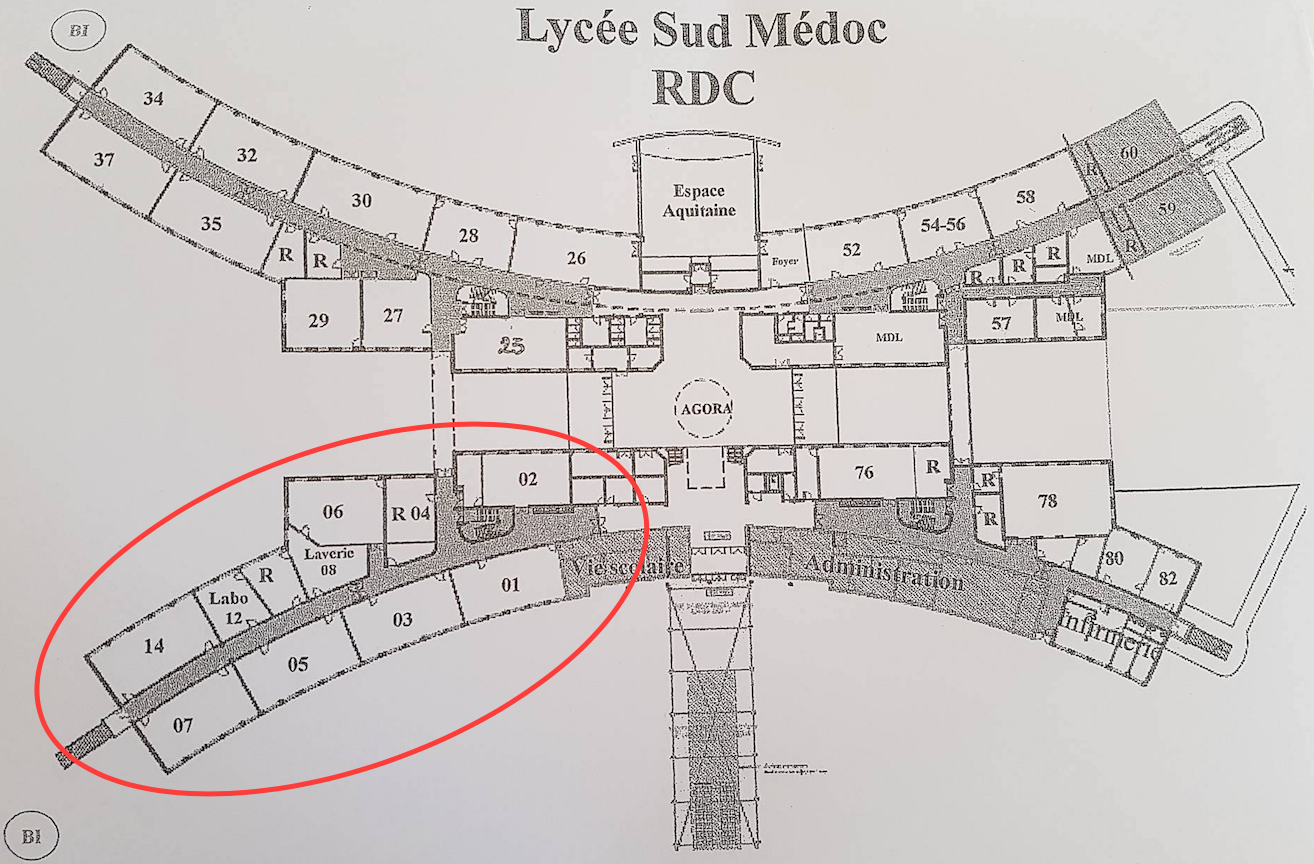 BI
Lycée Sud Médoc
RDC
34
37
32
35
30
R
R
28
26
29
27
25
Espace
Aquitaine
Foyer
52
54-56
58
60
R
59
R
MDL
R
R
R
57
MDL
MDL
AGORA
02
06
R 04
Laverie
08
R
Labo
12
14
01
03
05
07
Vie scolaire
76
R
R
R
78
80
82
Administration
Infirmerie
BI